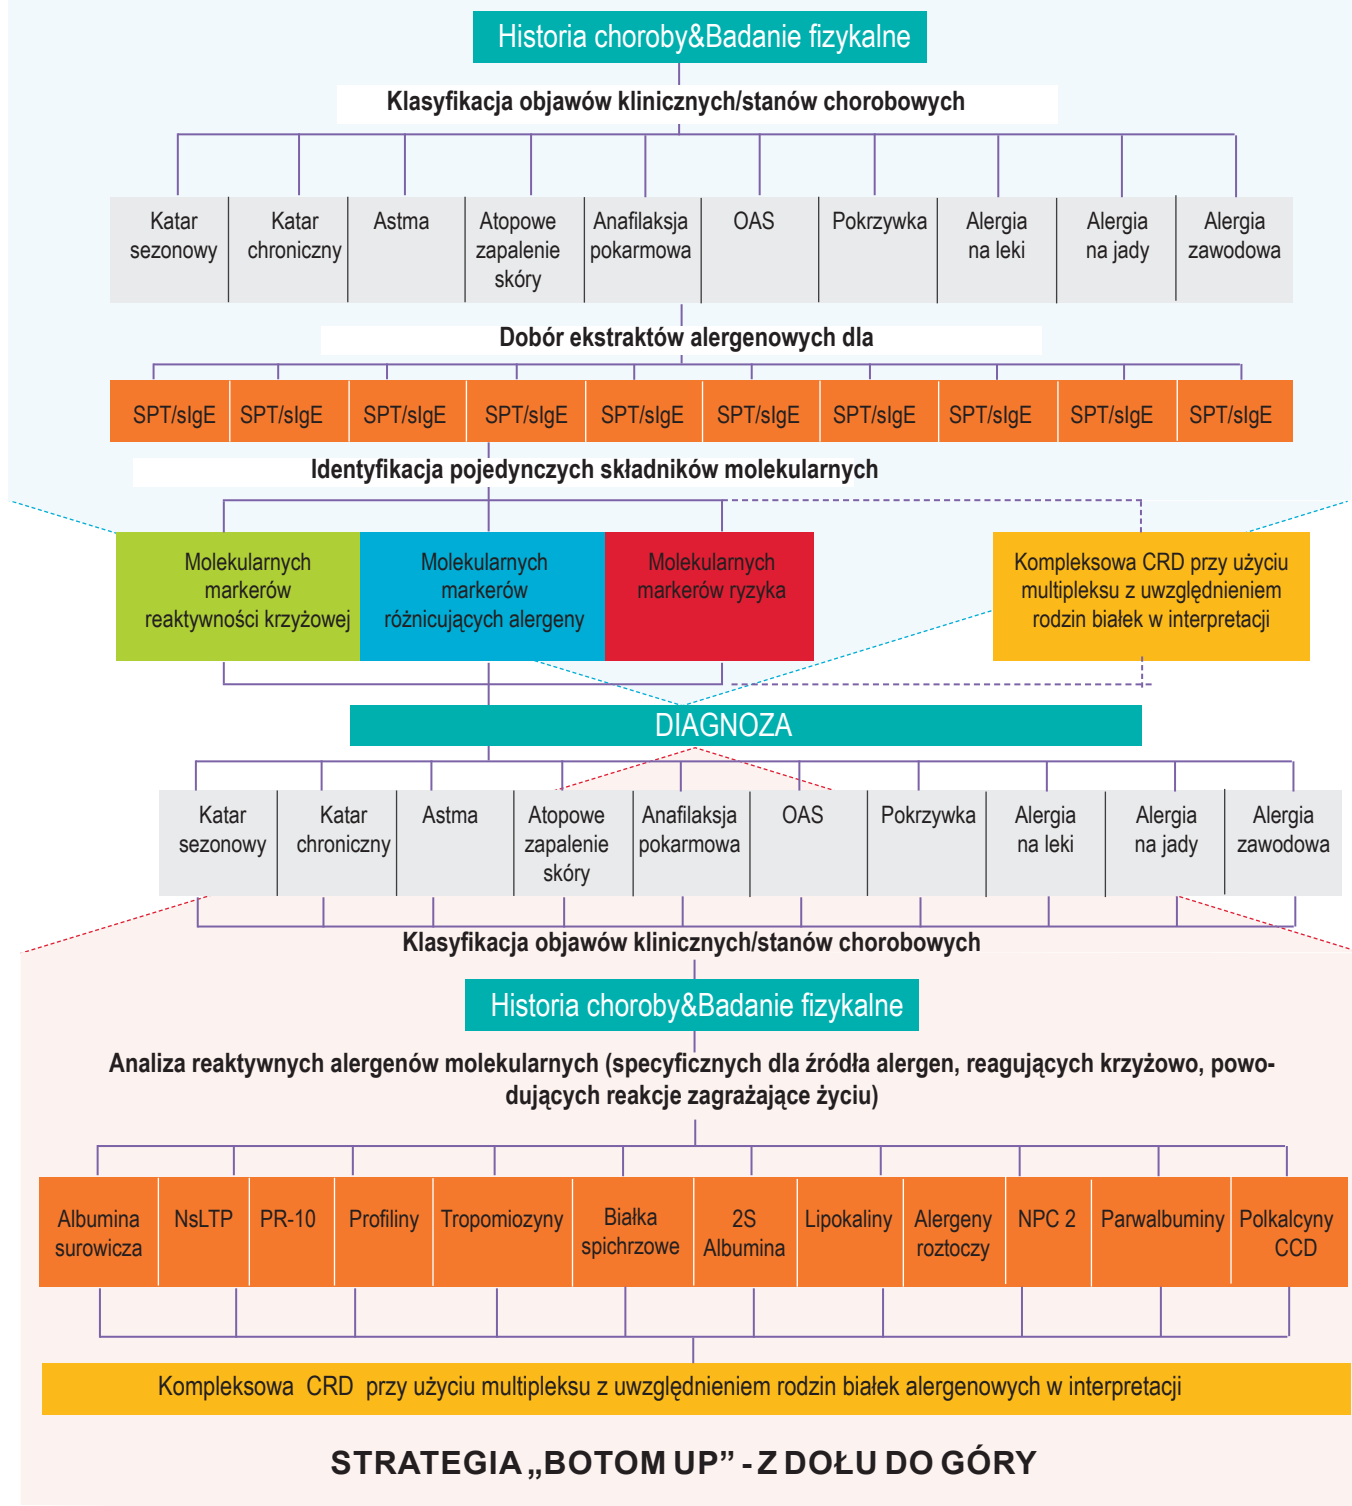 Historia choroby&Badanie fizykalne
Klasyfikacja objawów klinicznych/stanów chorobowych
Katar
sezonowy
Katar
chroniczny
Astma
Atopowe
zapalenie
skóry
Anafilaksja
pokarmowa
OAS
Pokrzywka
Alergia
na leki
Alergia
na jady
Alergia
zawodowa
Dobór ekstraktów alergenowych dla
SPT/sIgE
SPT/sIgE
SPT/sIgE
SPT/sIgE
SPT/sIgE
SPT/sIgE
SPT/sIgE
SPT/sIgE
SPT/sIgE
SPT/sIgE
Identyfikacja pojedynczych składników molekularnych
Molekularnych
markerów
reaktywności krzyżowej
Molekularnych
markerów
różnicujących alergeny
Molekularnych
markerów ryzyka
Kompleksowa CRD przy użyciu
multipleksu z uwzględnieniem
rodzin białek w interpretacji
DIAGNOZA
Katar
sezonowy
Katar
chroniczny
Astma
Atopowe
zapalenie
skóry
Anafilaksja
pokarmowa
OAS
Pokrzywka
Alergia
na leki
Alergia
na jady
Alergia
zawodowa
Klasyfikacja objawów klinicznych/stanów chorobowych
Historia choroby&Badanie fizykalne
Analiza reaktywnych alergenów molekularnych (specyficznych dla źródła alergen, reagujących krzyżowo, powo-
dujących reakcje zagrażające życiu)
Albumina
surowicza
NsLTP
PR-10
Profiliny
Tropomiozyny
Białka
spichrzowe
2S
Albumina
Lipokaliny
Alergeny
roztoczy
NPC 2
Parwalbuminy
Polkalcyny
CCD
Kompleksowa CRD przy użyciu multipleksu z uwzględnieniem rodzin białek alergenowych w interpretacji
STRATEGIA „BOTOM UP” - Z DOŁU DO GÓRY